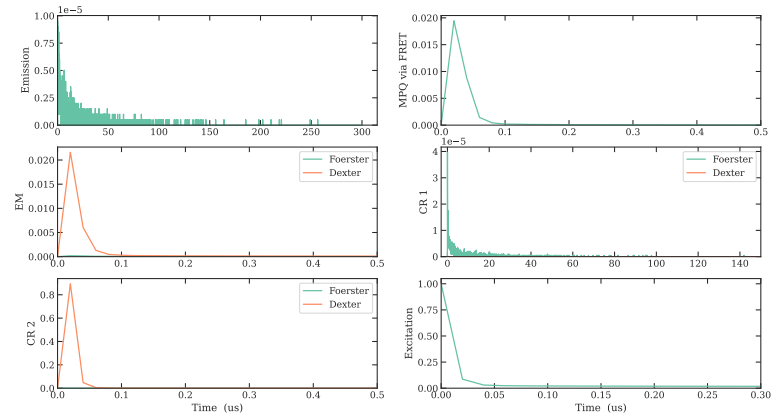 1e−5
1.00
0.75
0.50
0.25
0.00
Emission
0 50 100 150 200 250 300
0.020
0.015
0.010
0.005
0.000
MPQ via FRET
0.0 0.1 0.2 0.3 0.4 0.5
0.020
0.015
0.010
0.005
0.000
EM
Foerster
Dexter
0.0 0.1 0.2 0.3 0.4 0.5
1e−5
4
3
2
1
0
CR 1
Foerster
Dexter
0 20 40 60 80 100 120 140
0.8
0.6
0.4
0.2
0.0
CR 2
Foerster
Dexter
0.0 0.1 0.2 0.3 0.4 0.5
Time (us)
1.00
0.75
0.50
0.25
0.00
Excitation
0.00 0.05 0.10 0.15 0.20 0.25 0.30
Time (us)